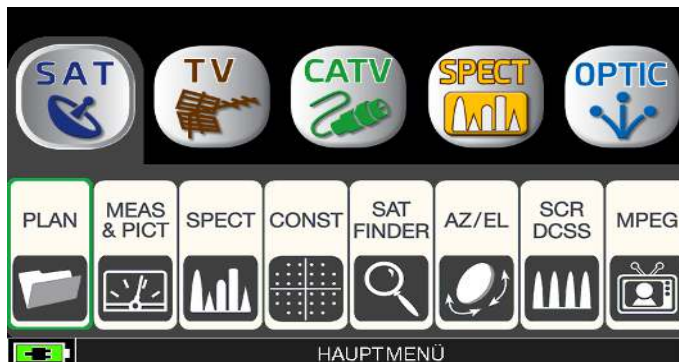 SAT TV CATV SPECT OPTIC
PLAN MEAS & PICT SPECT CONST SAT FINDER AZ/EL SCR DCSS MPEG
HAUPTMENÜ